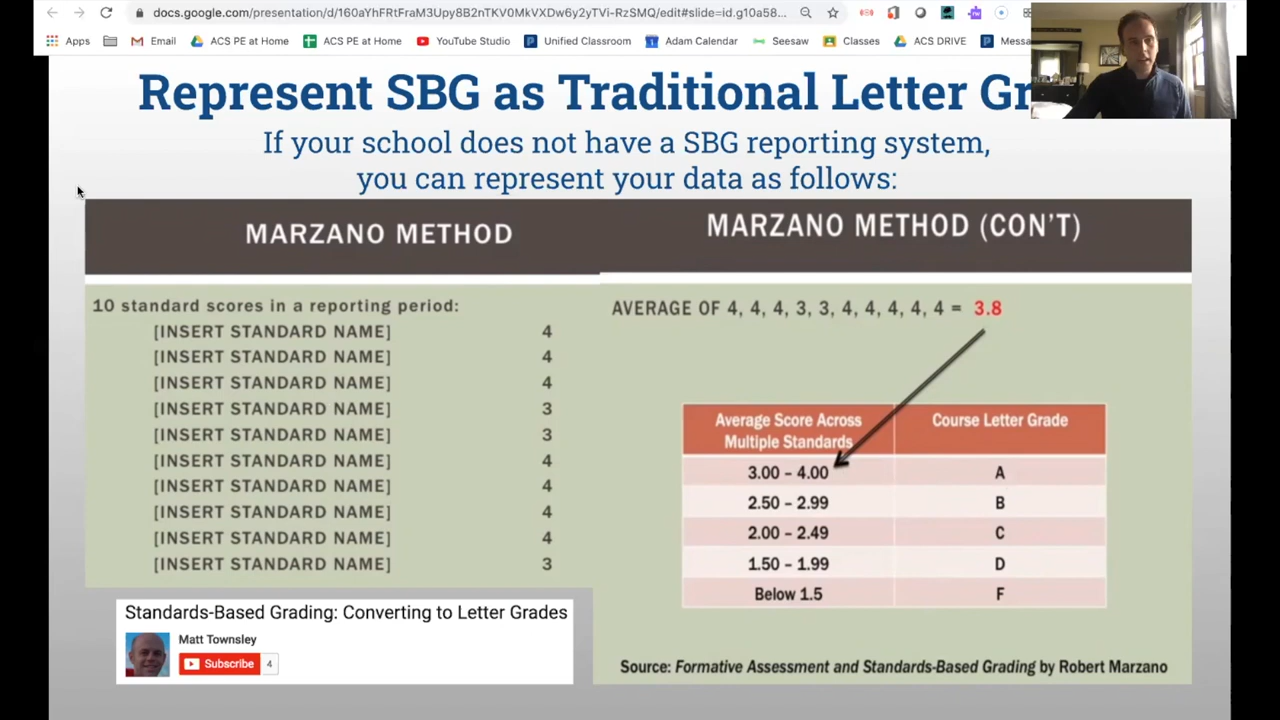 docs.google.com/presentation/d/160aYhFRtFraM3Upy8B2nTKV0MkVXDw6y2yTVi-RzSMQ/edit#slide=id.g10a58...
Apps Email ACS PE at Home ACS PE at Home YouTube Studio Unified Classroom Adam Calendar Seesaw Classes ACS DRIVE Messa
Represent SBG as Traditional Letter Gr
If your school does not have a SBG reporting system,
you can represent your data as follows:
MARZANO METHOD
10 standard scores in a reporting period:
[INSERT STANDARD NAME] 4
[INSERT STANDARD NAME] 4
[INSERT STANDARD NAME] 4
[INSERT STANDARD NAME] 3
[INSERT STANDARD NAME] 3
[INSERT STANDARD NAME] 4
[INSERT STANDARD NAME] 4
[INSERT STANDARD NAME] 4
[INSERT STANDARD NAME] 4
[INSERT STANDARD NAME] 3
Standards-Based Grading: Converting to Letter Grades
Matt Townsley
Subscribe 4
MARZANO METHOD (CON'T)
AVERAGE OF 4, 4, 4, 3, 3, 4, 4, 4, 4, 4 = 3.8
Average Score Across Multiple Standards Course Letter Grade
3.00 – 4.00 A
2.50 – 2.99 B
2.00 – 2.49 C
1.50 – 1.99 D
Below 1.5 F
Source: Formative Assessment and Standards-Based Grading by Robert Marzano